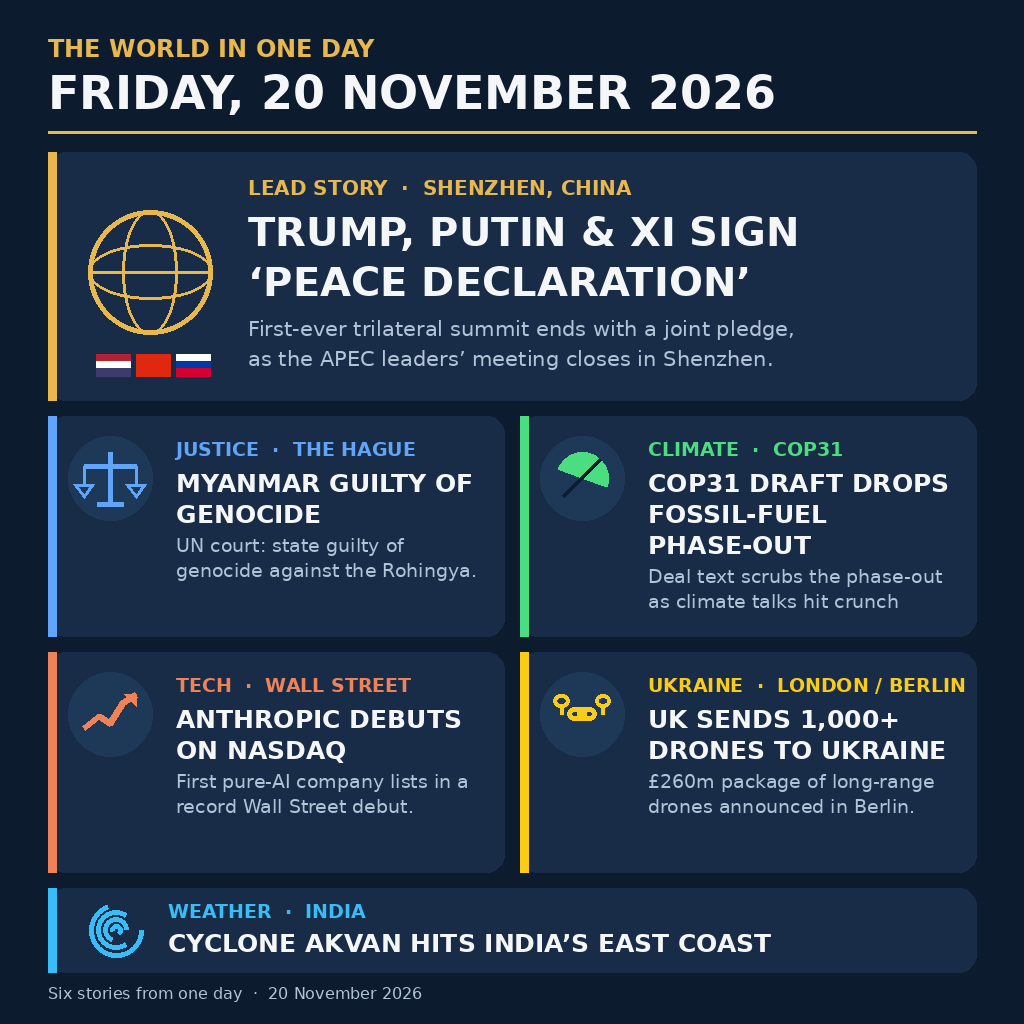 THE WORLD IN ONE DAY
FRIDAY, 20 NOVEMBER 2026
LEAD STORY · SHENZHEN, CHINA
TRUMP, PUTIN & XI SIGN
‘PEACE DECLARATION’
First-ever trilateral summit ends with a joint pledge,
as the APEC leaders’ meeting closes in Shenzhen.
JUSTICE · THE HAGUE
MYANMAR GUILTY OF
GENOCIDE
UN court: state guilty of
genocide against the Rohingya.
CLIMATE · COP31
COP31 DRAFT DROPS
FOSSIL-FUEL
PHASE-OUT
Deal text scrubs the phase-out
as climate talks hit crunch
TECH · WALL STREET
ANTHROPIC DEBUTS
ON NASDAQ
First pure-AI company lists in a
record Wall Street debut.
UKRAINE · LONDON / BERLIN
UK SENDS 1,000+
DRONES TO UKRAINE
£260m package of long-range
drones announced in Berlin.
WEATHER · INDIA
CYCLONE AKVAN HITS INDIA’S EAST COAST
Six stories from one day · 20 November 2026